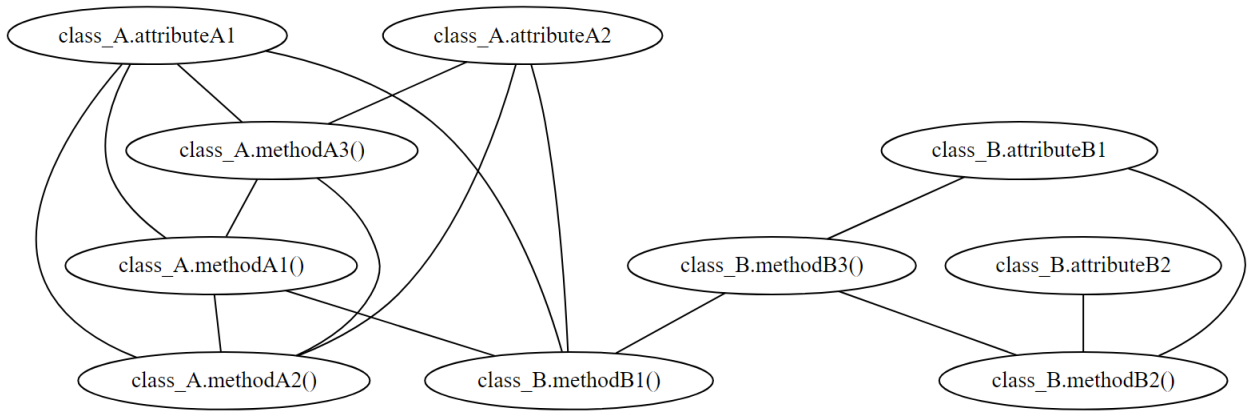 class_A.attributeA1
class_A.attributeA2
class_A.methodA3()
class_B.attributeB1
class_A.methodA1()
class_B.methodB3()
class_B.attributeB2
class_A.methodA2()
class_B.methodB1()
class_B.methodB2()